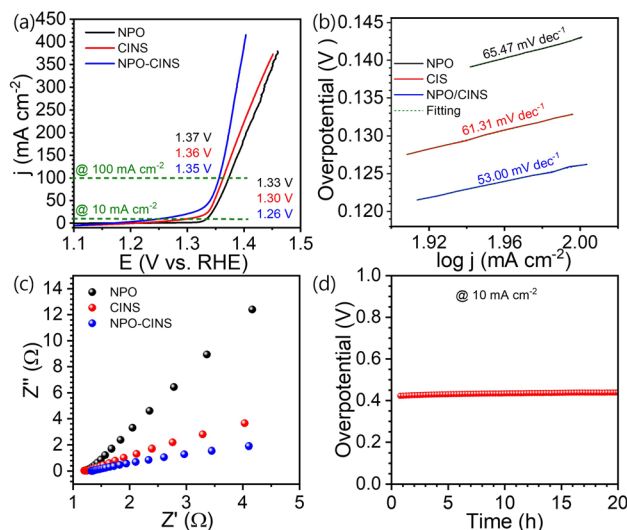 (a)
NPO
CINS
NPO-CINS
1.37 V
1.36 V
1.35 V
@ 100 mA cm⁻²
1.33 V
1.30 V
1.26 V
@ 10 mA cm⁻²
j (mA cm⁻²)
450
400
350
300
250
200
150
100
50
0
1.1 1.2 1.3 1.4 1.5
E (V vs. RHE)
(b)
NPO
CIS
NPO/CINS
Fitting
65.47 mV dec⁻¹
61.31 mV dec⁻¹
53.00 mV dec⁻¹
Overpotential (V)
0.145
0.140
0.135
0.130
0.125
0.120
1.92 1.96 2.00
log j (mA cm⁻²)
(c)
NPO
CINS
NPO-CINS
Z'' (Ω)
14
12
10
8
6
4
2
0
1 2 3 4 5
Z' (Ω)
(d)
@ 10 mA cm⁻²
Overpotential (V)
1.0
0.8
0.6
0.4
0.2
0.0
0 5 10 15 20
Time (h)